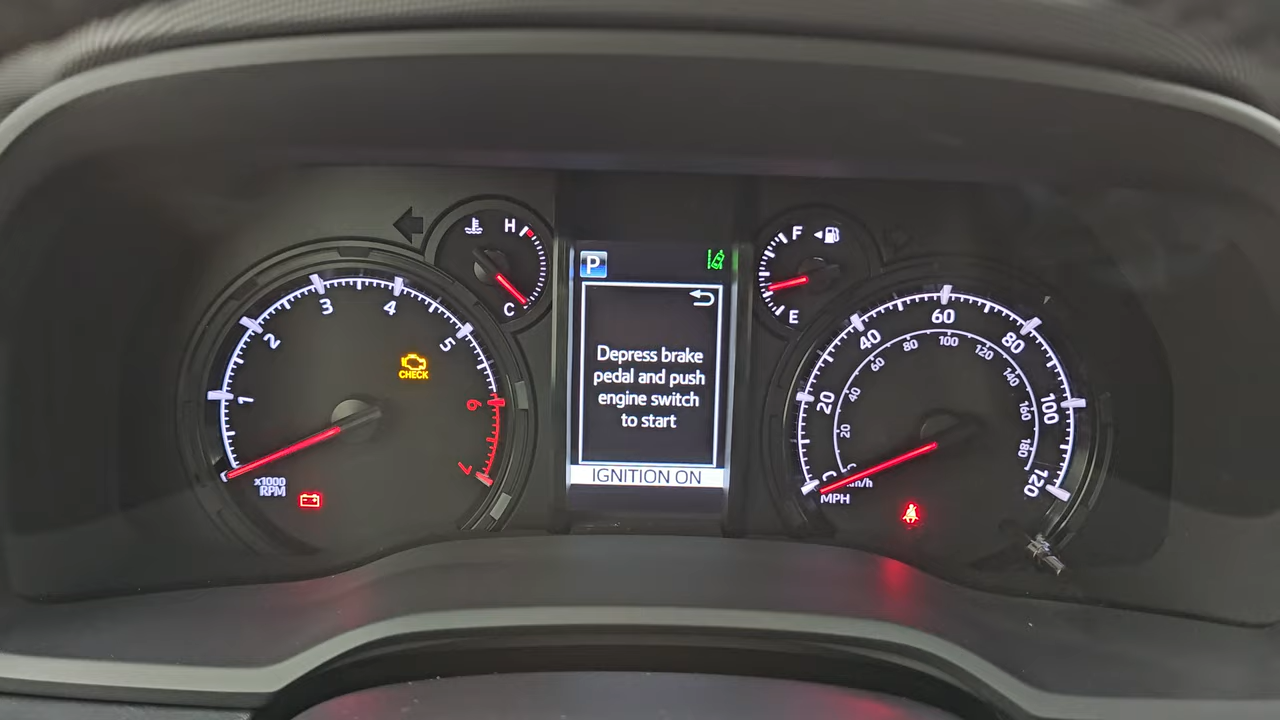 1
2
3
4
5
6
7
x1000
RPM
CHECK
H
C
P
Depress brake
pedal and push
engine switch
to start
IGNITION ON
F
E
20
40
60
80
100
120
20
40
60
80
100
120
140
160
180
MPH